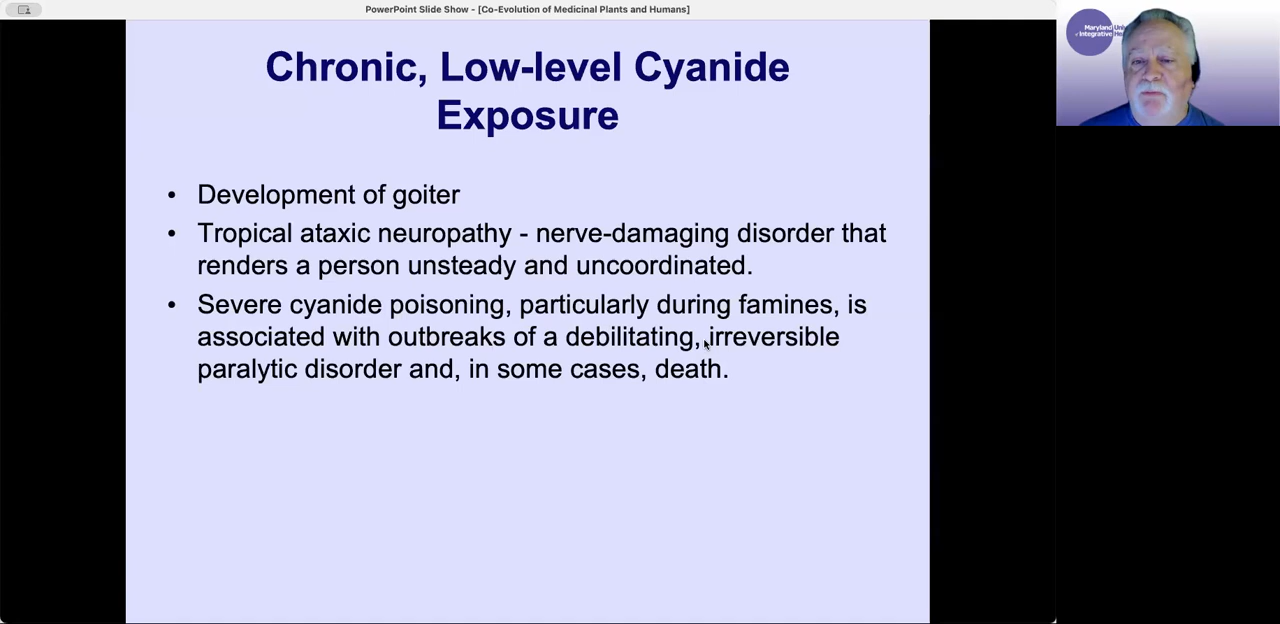 PowerPoint Slide Show - [Co-Evolution of Medicinal Plants and Humans]
Chronic, Low-level Cyanide
Exposure
• Development of goiter
• Tropical ataxic neuropathy - nerve-damaging disorder that
renders a person unsteady and uncoordinated.
• Severe cyanide poisoning, particularly during famines, is
associated with outbreaks of a debilitating, irreversible
paralytic disorder and, in some cases, death.
Maryland
Integrative